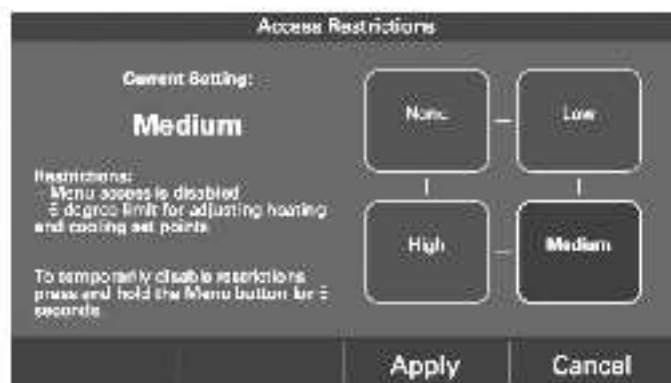 Access Restrictions
Current Setting:
Medium
Restrictions:
Menu access is disabled
degree limit for adjusting heating
and cooling set points
To temporarily disable restrictions
press and hold the Menu button for
seconds
None
Low
High
Medium
Apply
Cancel